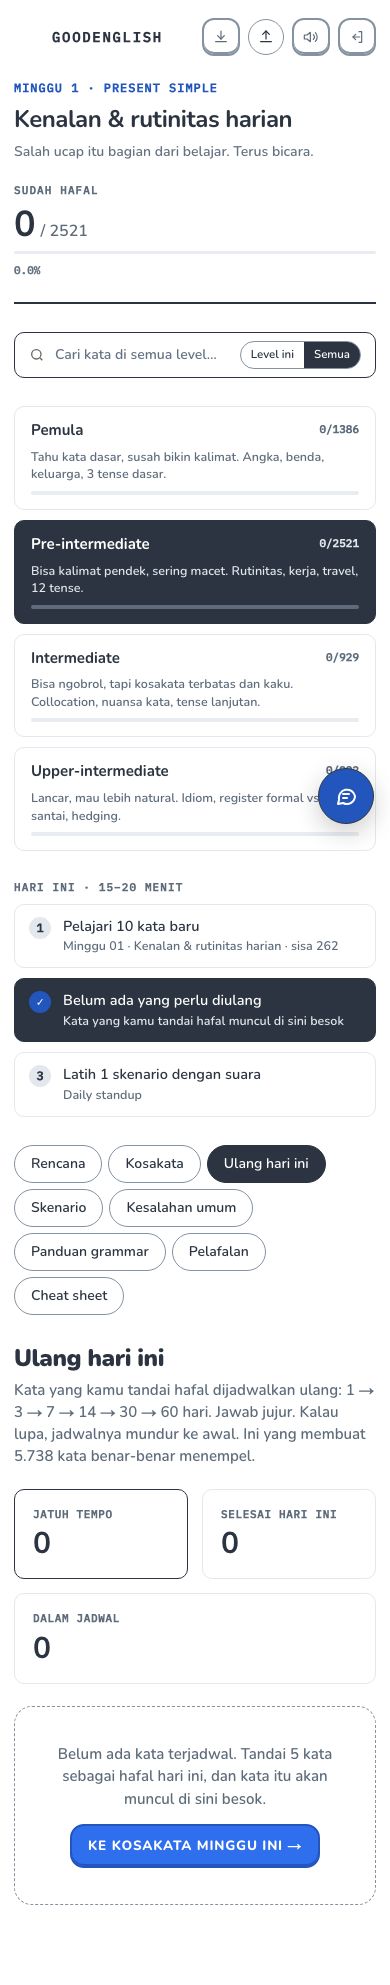 GOODENGLISH
MINGGU 1 · PRESENT SIMPLE
Kenalan & rutinitas harian
Salah ucap itu bagian dari belajar. Terus bicara.
SUDAH HAFAL
0 / 2521
0.0%
Cari kata di semua level... Level ini Semua
Pemula 0/1386
Tahu kata dasar, susah bikin kalimat. Angka, benda,
keluarga, 3 tense dasar.
Pre-intermediate 0/2521
Bisa kalimat pendek, sering macet. Rutinitas, kerja, travel,
12 tense.
Intermediate 0/929
Bisa ngobrol, tapi kosakata terbatas dan kaku.
Collocation, nuansa kata, tense lanjutan.
Upper-intermediate
Lancar, mau lebih natural. Idiom, register formal vs
santai, hedging.
HARI INI · 15–20 MENIT
1 Pelajari 10 kata baru
Minggu 01 · Kenalan & rutinitas harian · sisa 262
✓ Belum ada yang perlu diulang
Kata yang kamu tandai hafal muncul di sini besok
3 Latih 1 skenario dengan suara
Daily standup
Rencana Kosakata Ulang hari ini
Skenario Kesalahan umum
Panduan grammar Pelafalan
Cheat sheet
Ulang hari ini
Kata yang kamu tandai hafal dijadwalkan ulang: 1 →
3 → 7 → 14 → 30 → 60 hari. Jawab jujur. Kalau
lupa, jadwalnya mundur ke awal. Ini yang membuat
5.738 kata benar-benar menempel.
JATUH TEMPO SELESAI HARI INI
0 0
DALAM JADWAL
0
Belum ada kata terjadwal. Tandai 5 kata
sebagai hafal hari ini, dan kata itu akan
muncul di sini besok.
KE KOSAKATA MINGGU INI →